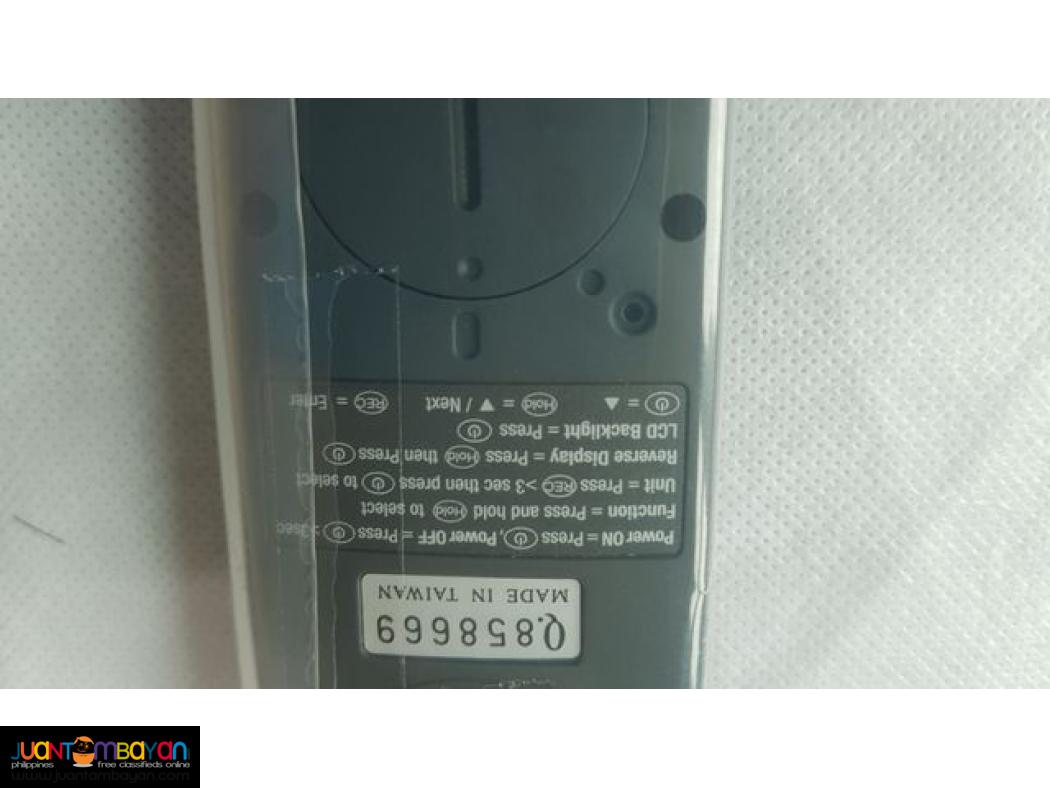 Q.858669
MADE IN TAIWAN
Power ON = Press ⏻, Power OFF = Press ⏻ >3sec
Function = Press and hold Hold to select
Unit = Press REC >3 sec then press ⏻ to select
Reverse Display = Press Hold then Press ⏻
LCD Backlight = Press ⏻
⏻ = ▲ Hold = ▼ / Next REC = Enter
JUANTAMBAYAN
philippines free classifieds online
www.juantambayan.com